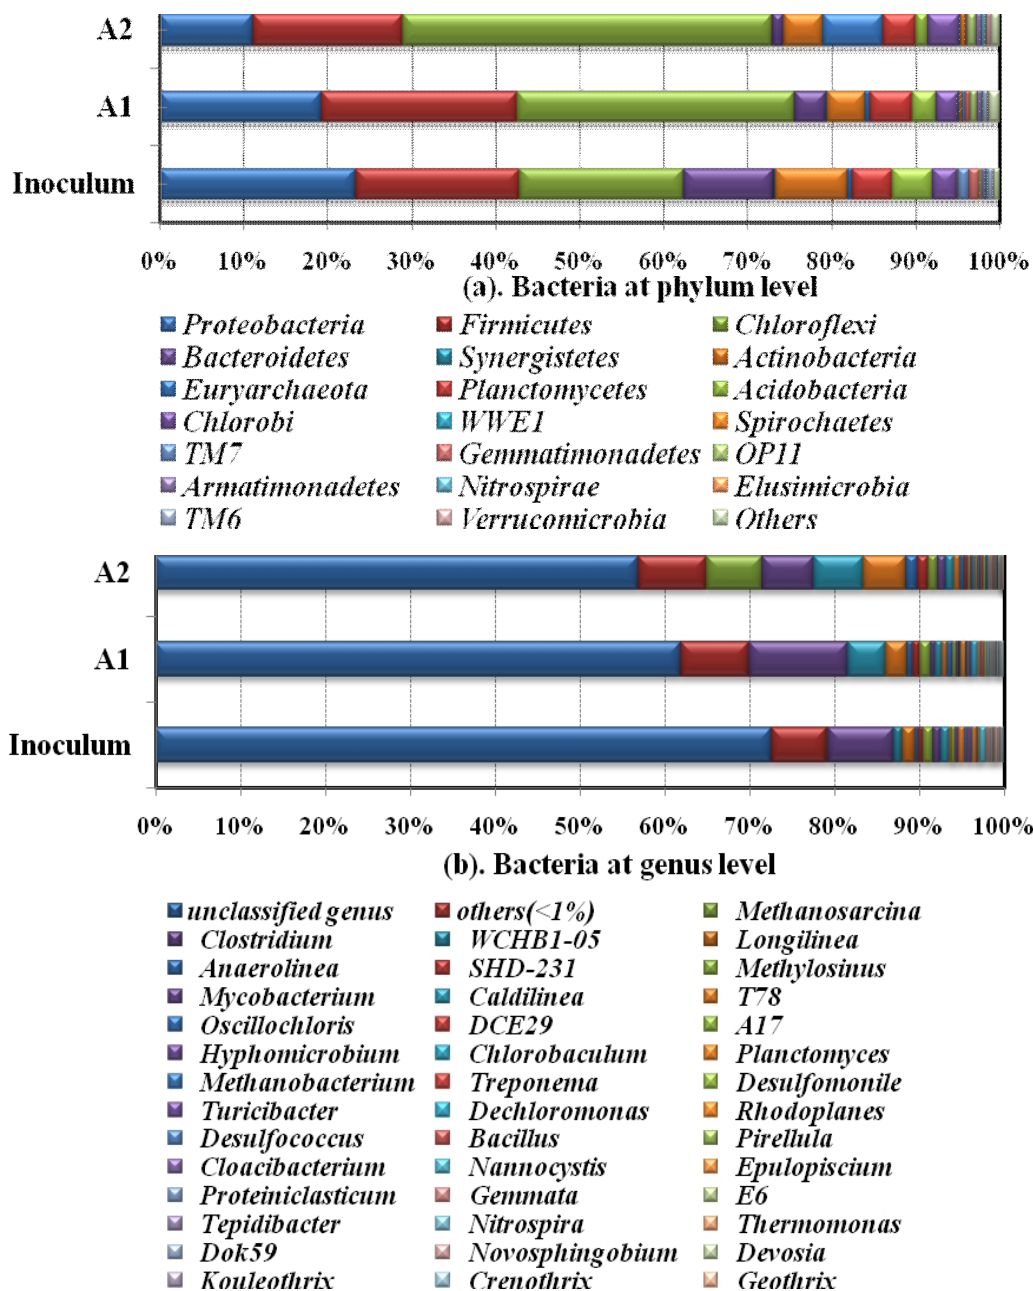 A2
A1
Inoculum
0% 10% 20% 30% 40% 50% 60% 70% 80% 90% 100%
(a). Bacteria at phylum level
Proteobacteria Firmicutes Chloroflexi
Bacteroidetes Synergistetes Actinobacteria
Euryarchaeota Planctomycetes Acidobacteria
Chlorobi WWE1 Spirochaetes
TM7 Gemmatimonadetes OP11
Armatimonadetes Nitrospirae Elusimicrobia
TM6 Verrucomicrobia Others
A2
A1
Inoculum
0% 10% 20% 30% 40% 50% 60% 70% 80% 90% 100%
(b). Bacteria at genus level
unclassified genus others(<1%) Methanosarcina
Clostridium WCHB1-05 Longilinea
Anaerolinea SHD-231 Methylosinus
Mycobacterium Caldilinea T78
Oscillochloris DCE29 A17
Hyphomicrobium Chlorobaculum Planctomyces
Methanobacterium Treponema Desulfomonile
Turicibacter Dechloromonas Rhodoplanes
Desulfococcus Bacillus Pirellula
Cloacibacterium Nannocystis Epulopiscium
Proteiniclasticum Gemmata E6
Tepidibacter Nitrospira Thermomonas
Dok59 Novosphingobium Devosia
Kouleothrix Crenothrix Geothrix